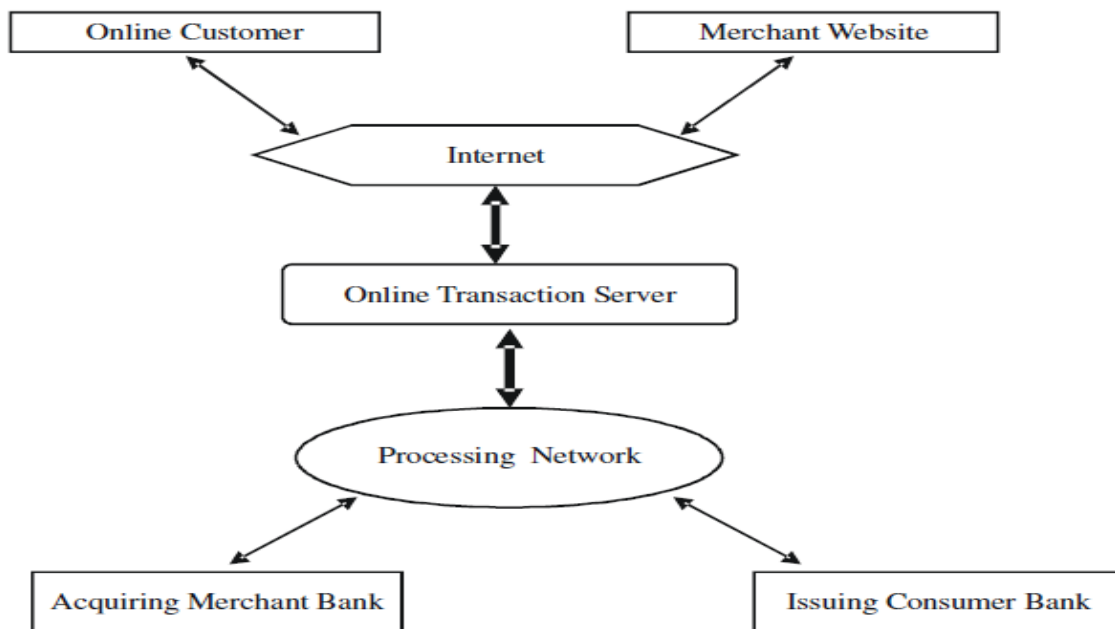 Online Customer
Merchant Website
Internet
Online Transaction Server
Processing Network
Acquiring Merchant Bank
Issuing Consumer Bank